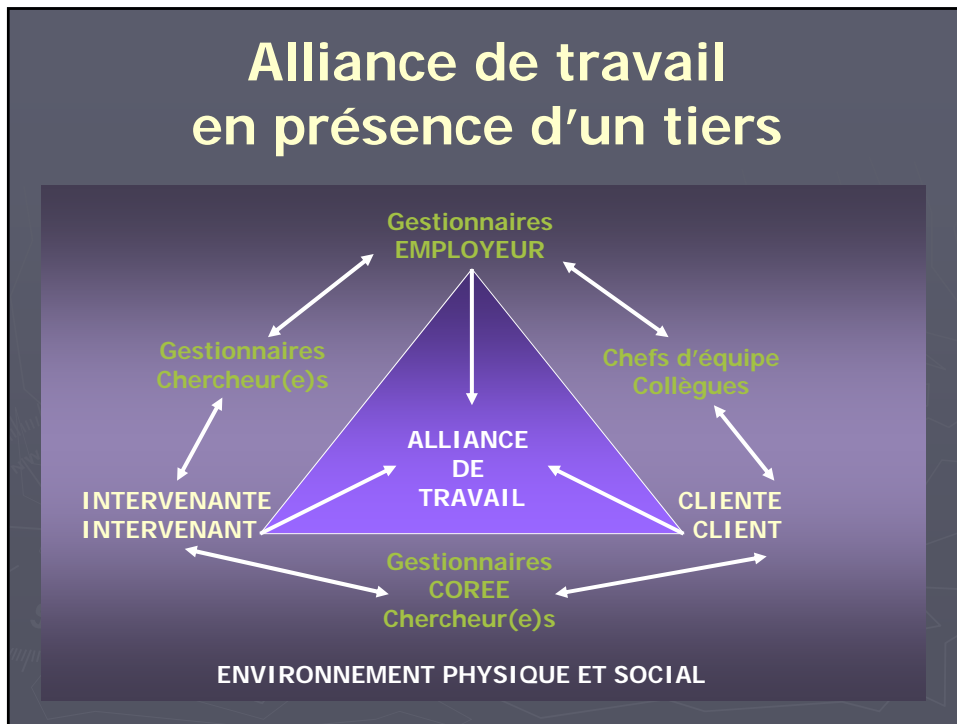 Alliance de travail
en présence d'un tiers
Gestionnaires
EMPLOYEUR
Gestionnaires
Chercheur(e)s
Chefs d'équipe
Collègues
ALLIANCE
DE
TRAVAIL
INTERVENANTE
INTERVENANT
CLIENTE
CLIENT
Gestionnaires
COREE
Chercheur(e)s
ENVIRONNEMENT PHYSIQUE ET SOCIAL